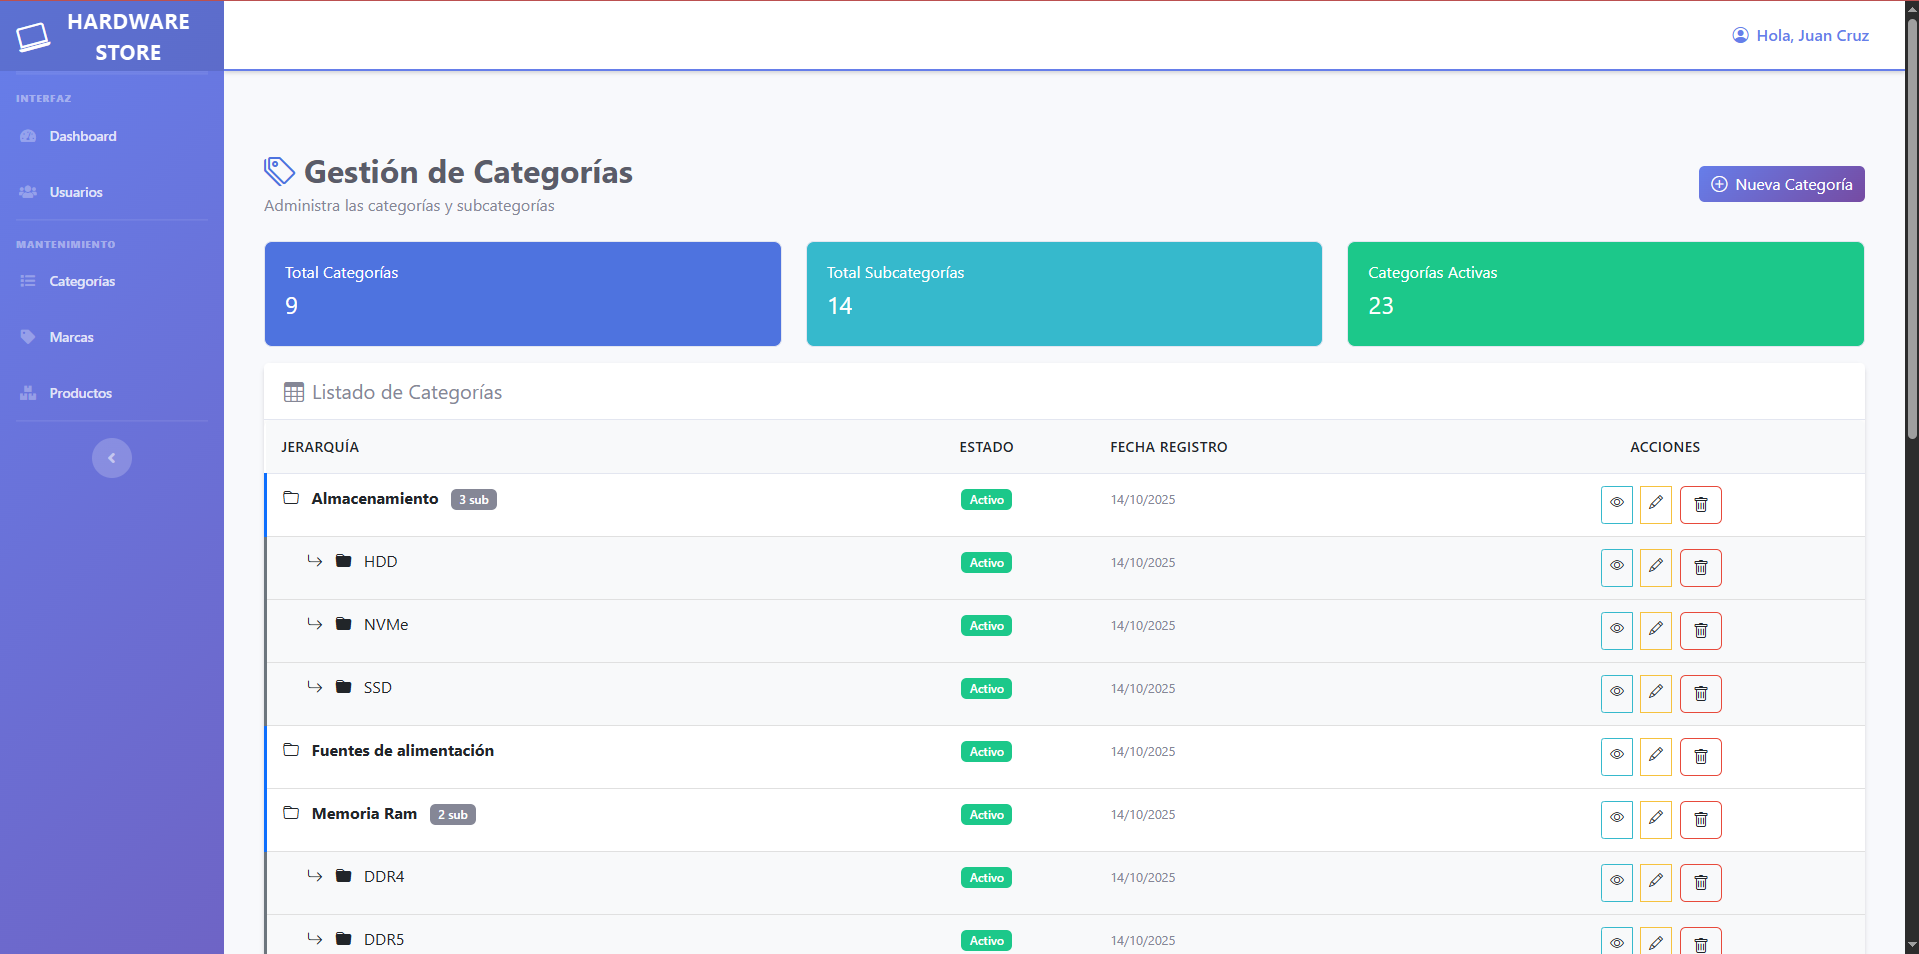 HARDWARE
STORE
Hola, Juan Cruz
INTERFAZ
Dashboard
Usuarios
MANTENIMIENTO
Categorías
Marcas
Productos
Gestión de Categorías
Administra las categorías y subcategorías
Nueva Categoría
Total Categorías
9
Total Subcategorías
14
Categorías Activas
23
Listado de Categorías
JERARQUÍA ESTADO FECHA REGISTRO ACCIONES
Almacenamiento 3 sub Activo 14/10/2025
HDD Activo 14/10/2025
NVMe Activo 14/10/2025
SSD Activo 14/10/2025
Fuentes de alimentación Activo 14/10/2025
Memoria Ram 2 sub Activo 14/10/2025
DDR4 Activo 14/10/2025
DDR5 Activo 14/10/2025